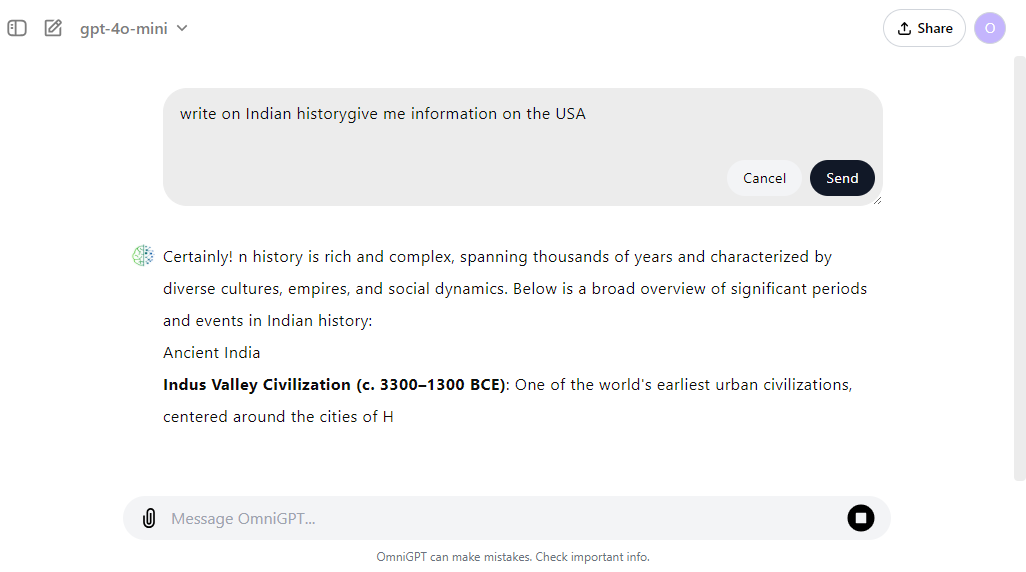 gpt-4o-mini
Share
O
write on Indian historygive me information on the USA
Cancel
Send
Certainly! n history is rich and complex, spanning thousands of years and characterized by
diverse cultures, empires, and social dynamics. Below is a broad overview of significant periods
and events in Indian history:
Ancient India
Indus Valley Civilization (c. 3300–1300 BCE): One of the world's earliest urban civilizations,
centered around the cities of H
Message OmniGPT...
OmniGPT can make mistakes. Check important info.